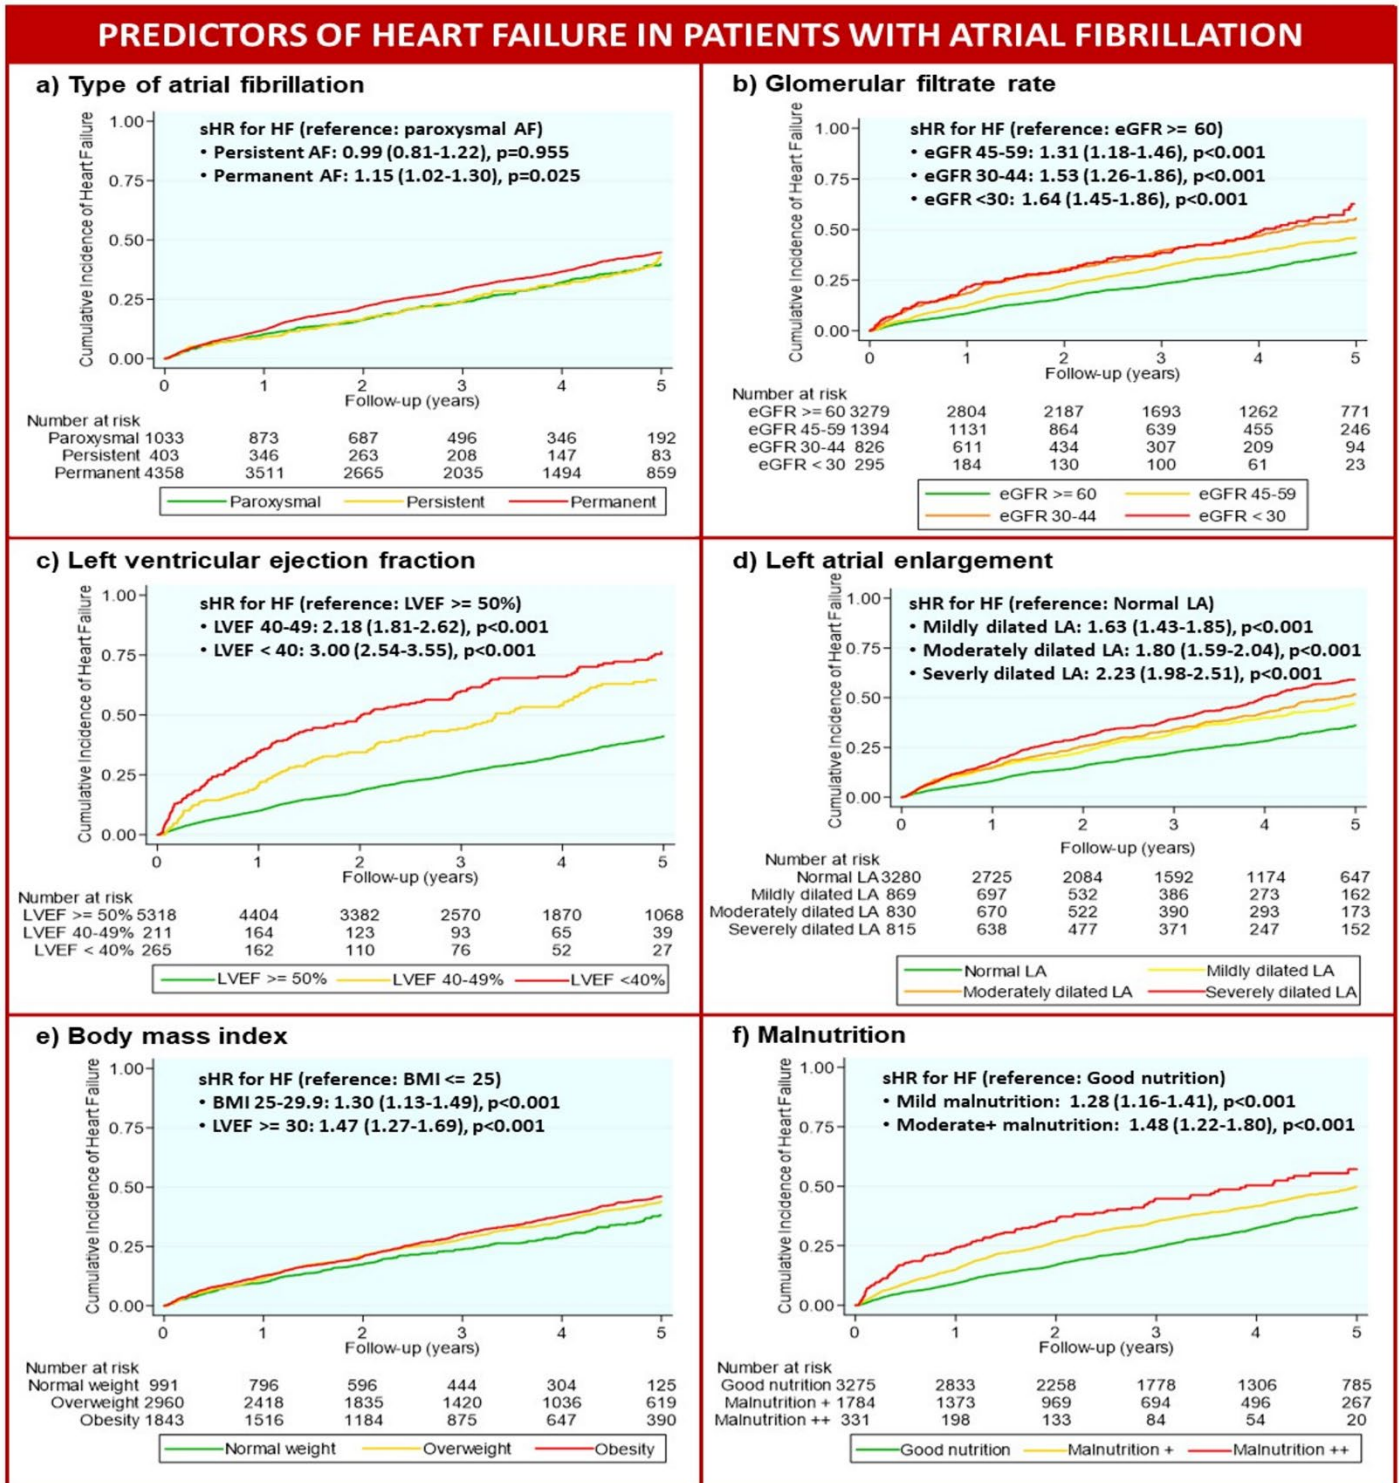 PREDICTORS OF HEART FAILURE IN PATIENTS WITH ATRIAL FIBRILLATION
a) Type of atrial fibrillation
Cumulative Incidence of Heart Failure
sHR for HF (reference: paroxysmal AF)
• Persistent AF: 0.99 (0.81-1.22), p=0.955
• Permanent AF: 1.15 (1.02-1.30), p=0.025
1.00
0.75
0.50
0.25
0.00
0 1 2 3 4 5
Follow-up (years)
Number at risk
Paroxysmal 1033 873 687 496 346 192
Persistent 403 346 263 208 147 83
Permanent 4358 3511 2665 2035 1494 859
Paroxysmal Persistent Permanent
b) Glomerular filtrate rate
Cumulative Incidence of Heart Failure
sHR for HF (reference: eGFR >= 60)
• eGFR 45-59: 1.31 (1.18-1.46), p<0.001
• eGFR 30-44: 1.53 (1.26-1.86), p<0.001
• eGFR <30: 1.64 (1.45-1.86), p<0.001
1.00
0.75
0.50
0.25
0.00
0 1 2 3 4 5
Follow-up (years)
Number at risk
eGFR >= 60 3279 2804 2187 1693 1262 771
eGFR 45-59 1394 1131 864 639 455 246
eGFR 30-44 826 611 434 307 209 94
eGFR < 30 295 184 130 100 61 23
eGFR >= 60 eGFR 45-59
eGFR 30-44 eGFR < 30
c) Left ventricular ejection fraction
Cumulative Incidence of Heart Failure
sHR for HF (reference: LVEF >= 50%)
• LVEF 40-49: 2.18 (1.81-2.62), p<0.001
• LVEF < 40: 3.00 (2.54-3.55), p<0.001
1.00
0.75
0.50
0.25
0.00
0 1 2 3 4 5
Follow-up (years)
Number at risk
LVEF >= 50% 5318 4404 3382 2570 1870 1068
LVEF 40-49% 211 164 123 93 65 39
LVEF < 40% 265 162 110 76 52 27
LVEF >= 50% LVEF 40-49% LVEF <40%
d) Left atrial enlargement
Cumulative Incidence of Heart Failure
sHR for HF (reference: Normal LA)
• Mildly dilated LA: 1.63 (1.43-1.85), p<0.001
• Moderately dilated LA: 1.80 (1.59-2.04), p<0.001
• Severly dilated LA: 2.23 (1.98-2.51), p<0.001
1.00
0.75
0.50
0.25
0.00
0 1 2 3 4 5
Follow-up (years)
Number at risk
Normal LA 3280 2725 2084 1592 1174 647
Mildly dilated LA 869 697 532 386 273 162
Moderately dilated LA 830 670 522 390 293 173
Severely dilated LA 815 638 477 371 247 152
Normal LA Mildly dilated LA
Moderately dilated LA Severely dilated LA
e) Body mass index
Cumulative Incidence of Heart Failure
sHR for HF (reference: BMI <= 25)
• BMI 25-29.9: 1.30 (1.13-1.49), p<0.001
• LVEF >= 30: 1.47 (1.27-1.69), p<0.001
1.00
0.75
0.50
0.25
0.00
0 1 2 3 4 5
Follow-up (years)
Number at risk
Normal weight 991 796 596 444 304 125
Overweight 2960 2418 1835 1420 1036 619
Obesity 1843 1516 1184 875 647 390
Normal weight Overweight Obesity
f) Malnutrition
Cumulative Incidence of Heart Failure
sHR for HF (reference: Good nutrition)
• Mild malnutrition: 1.28 (1.16-1.41), p<0.001
• Moderate+ malnutrition: 1.48 (1.22-1.80), p<0.001
1.00
0.75
0.50
0.25
0.00
0 1 2 3 4 5
Follow-up (years)
Number at risk
Good nutrition 3275 2833 2258 1778 1306 785
Malnutrition + 1784 1373 969 694 496 267
Malnutrition ++ 331 198 133 84 54 20
Good nutrition Malnutrition + Malnutrition ++